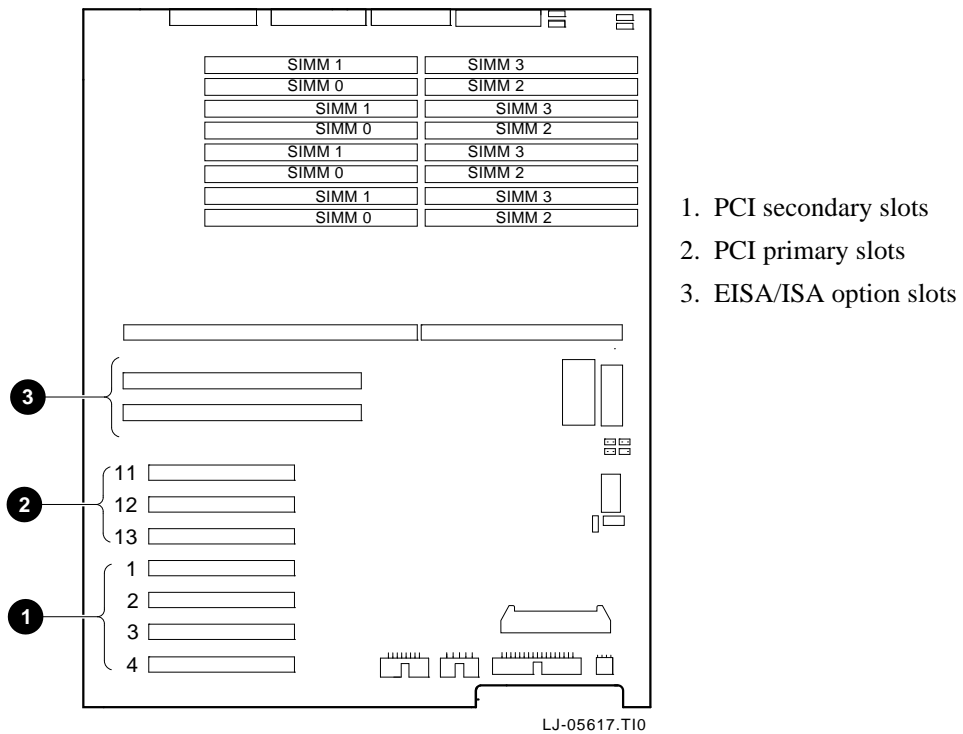 SIMM 1 SIMM 3
SIMM 0 SIMM 2
SIMM 1 SIMM 3
SIMM 0 SIMM 2
SIMM 1 SIMM 3
SIMM 0 SIMM 2
SIMM 1 SIMM 3
SIMM 0 SIMM 2
3
11
2
12
13
1
1
2
3
4
LJ-05617.TI0
1. PCI secondary slots
2. PCI primary slots
3. EISA/ISA option slots